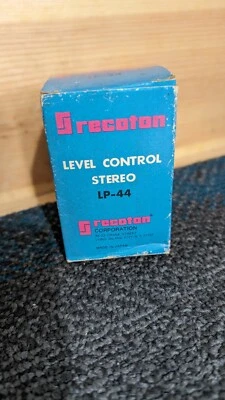 recoton
LEVEL CONTROL
STEREO
LP-44
recoton®
CORPORATION